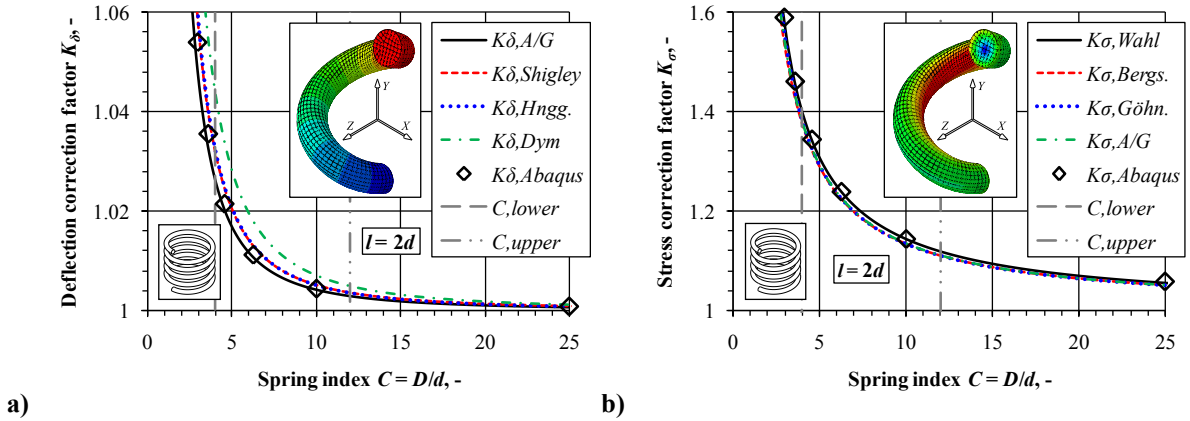 Deflection correction factor Kδ, -
1.06
1.04
1.02
1
0
5
10
15
20
25
Spring index C = D/d, -
Y
Z
X
l = 2d
Kδ,A/G
Kδ,Shigley
Kδ,Hngg.
Kδ,Dym
Kδ,Abaqus
C,lower
C,upper
a)
Stress correction factor Kσ, -
1.6
1.4
1.2
1
0
5
10
15
20
25
Spring index C = D/d, -
Y
Z
X
l = 2d
Kσ,Wahl
Kσ,Bergs.
Kσ,Göhn.
Kσ,A/G
Kσ,Abaqus
C,lower
C,upper
b)